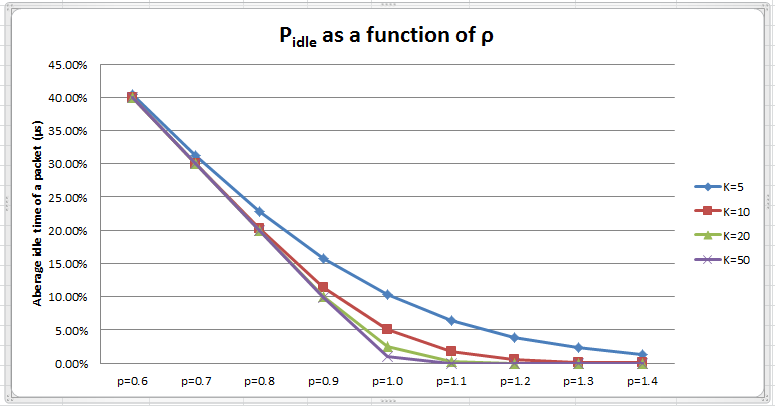 P_idle as a function of ρ
Aberage idle time of a packet (µs)
45.00%
40.00%
35.00%
30.00%
25.00%
20.00%
15.00%
10.00%
5.00%
0.00%
p=0.6 p=0.7 p=0.8 p=0.9 p=1.0 p=1.1 p=1.2 p=1.3 p=1.4
K=5
K=10
K=20
K=50